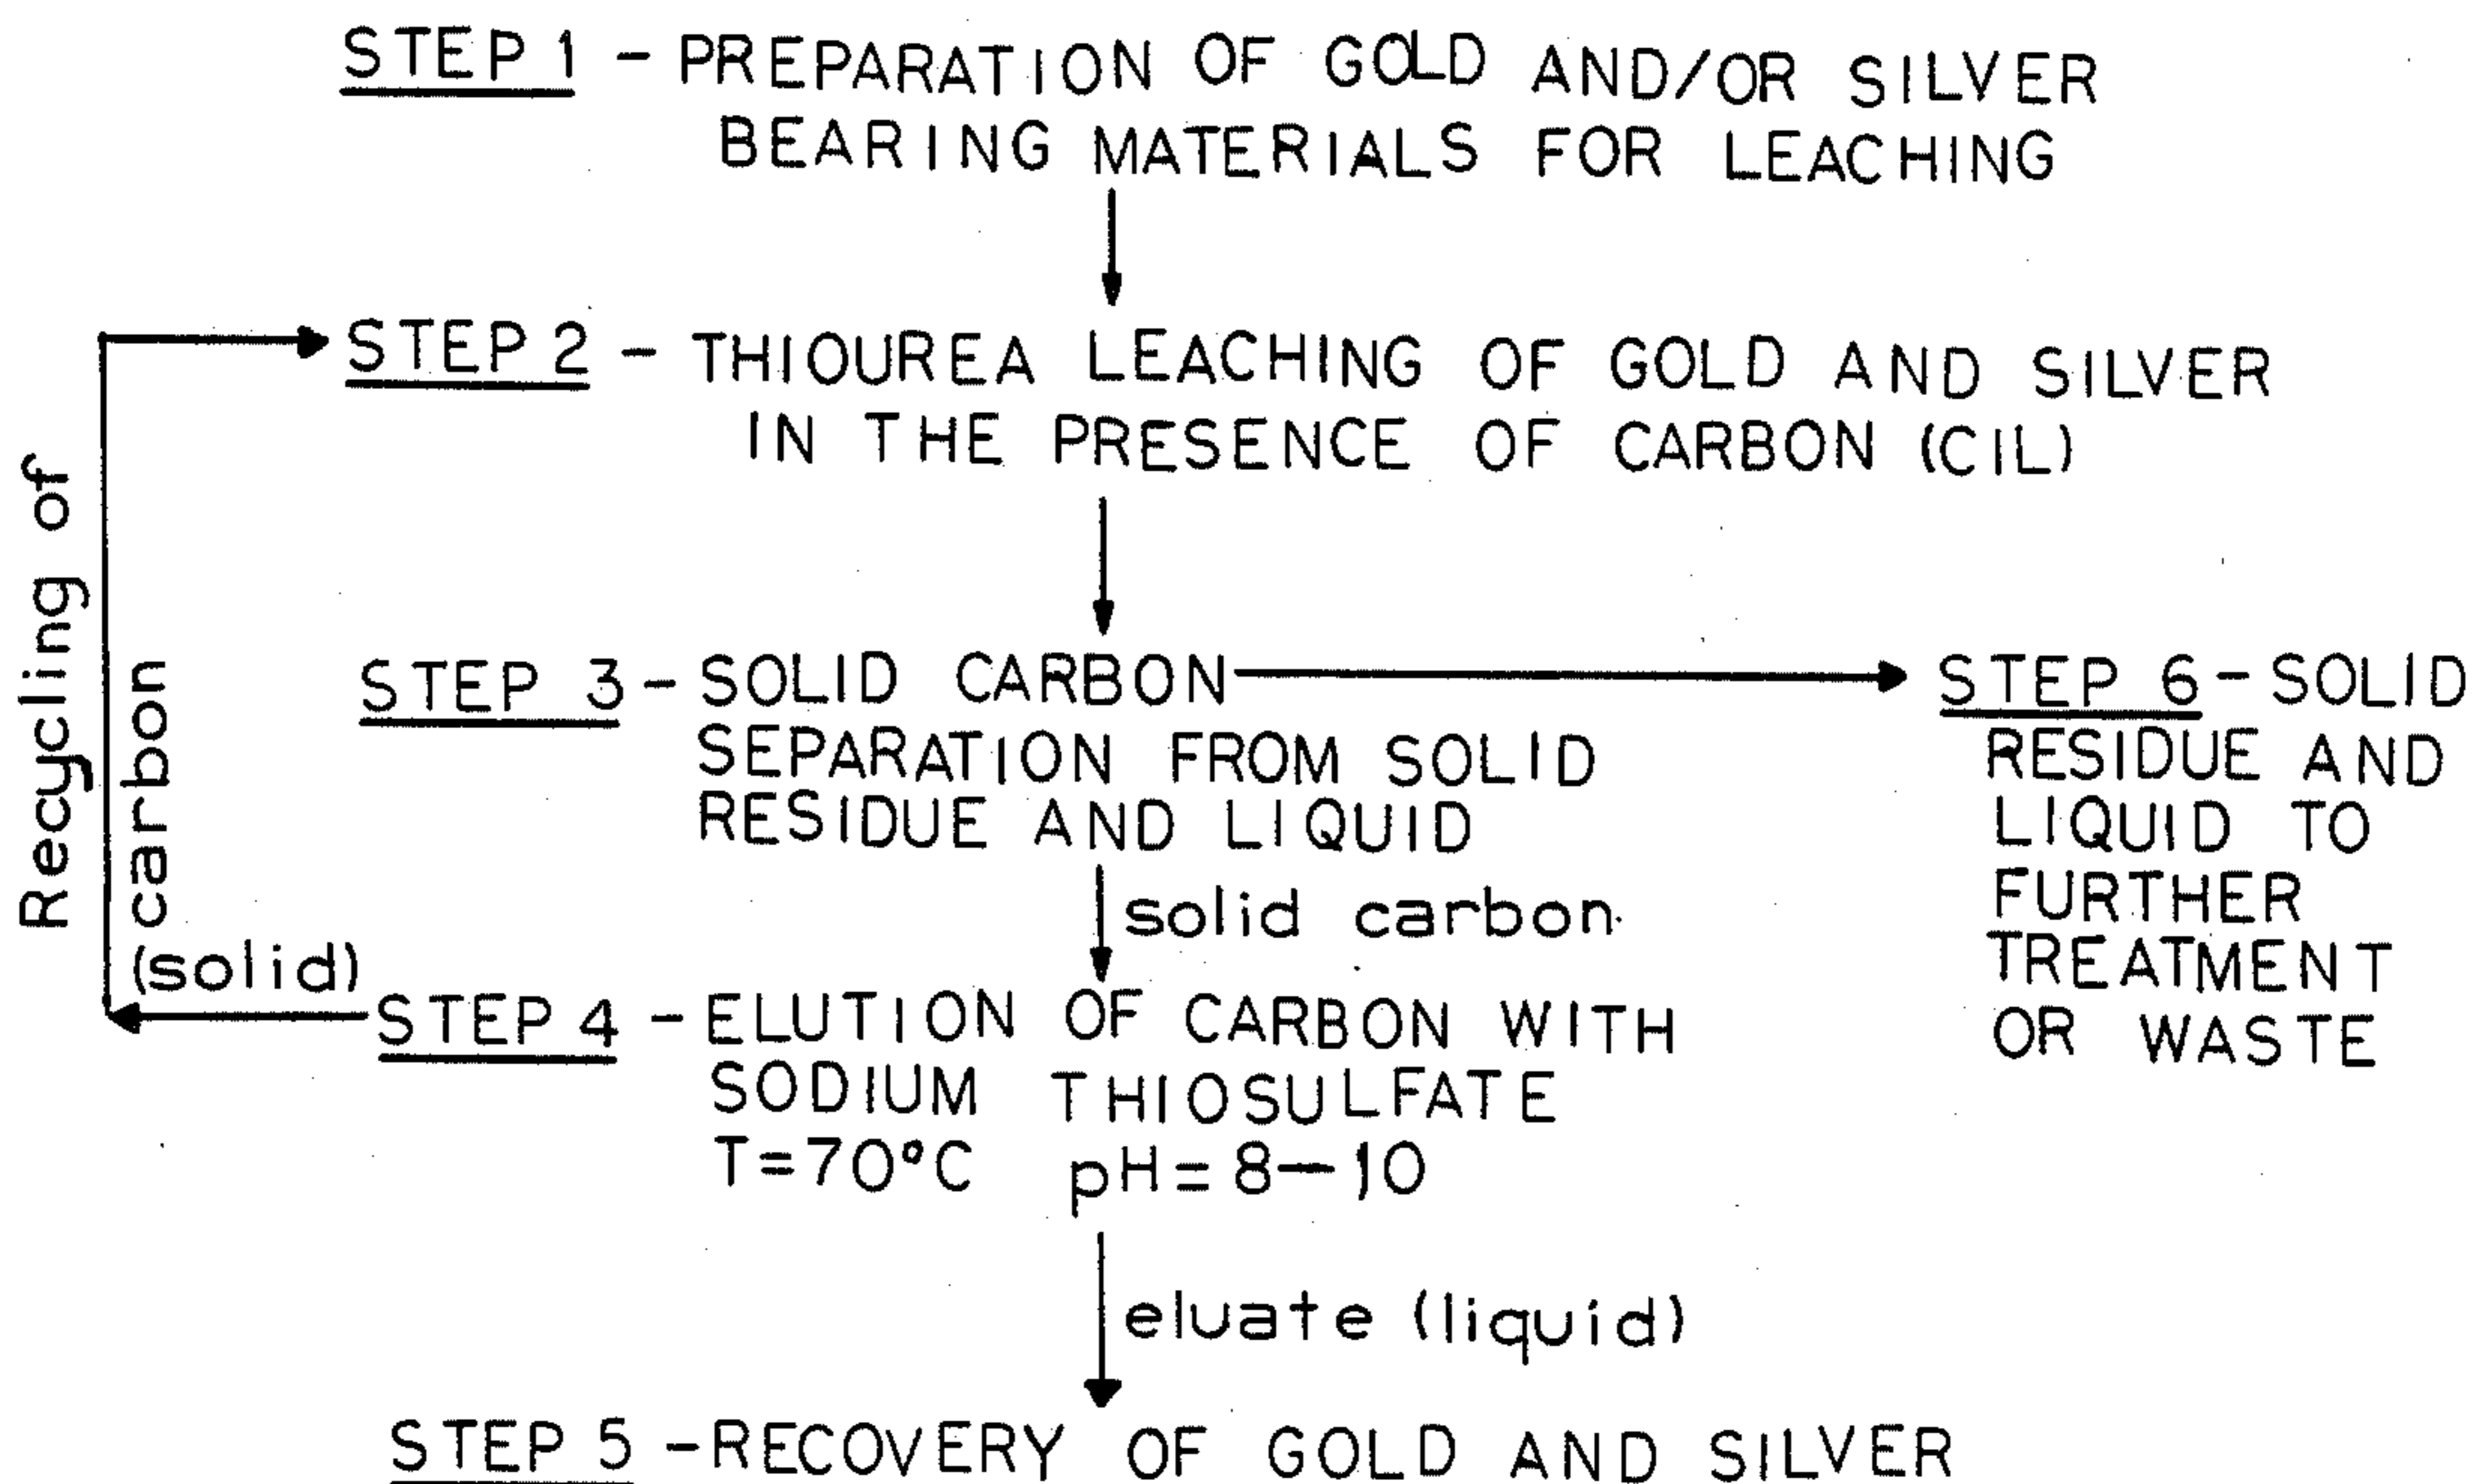 STEP 1 - PREPARATION OF GOLD AND/OR SILVER
BEARING MATERIALS FOR LEACHING
STEP 2 - THIOUREA LEACHING OF GOLD AND SILVER
IN THE PRESENCE OF CARBON (CIL)
Recycling of
carbon
(solid)
STEP 3 - SOLID CARBON
SEPARATION FROM SOLID
RESIDUE AND LIQUID
solid carbon
STEP 6 - SOLID
RESIDUE AND
LIQUID TO
FURTHER
TREATMENT
OR WASTE
STEP 4 - ELUTION OF CARBON WITH
SODIUM THIOSULFATE
T=70°C pH=8-10
eluate (liquid)
STEP 5 - RECOVERY OF GOLD AND SILVER